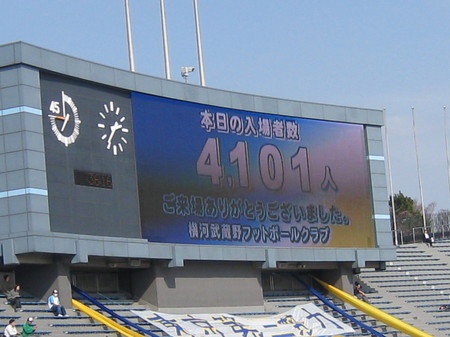 45
本日の入場者数
4,101人
ご来場ありがとうございました。
横河武蔵野フットボールクラブ